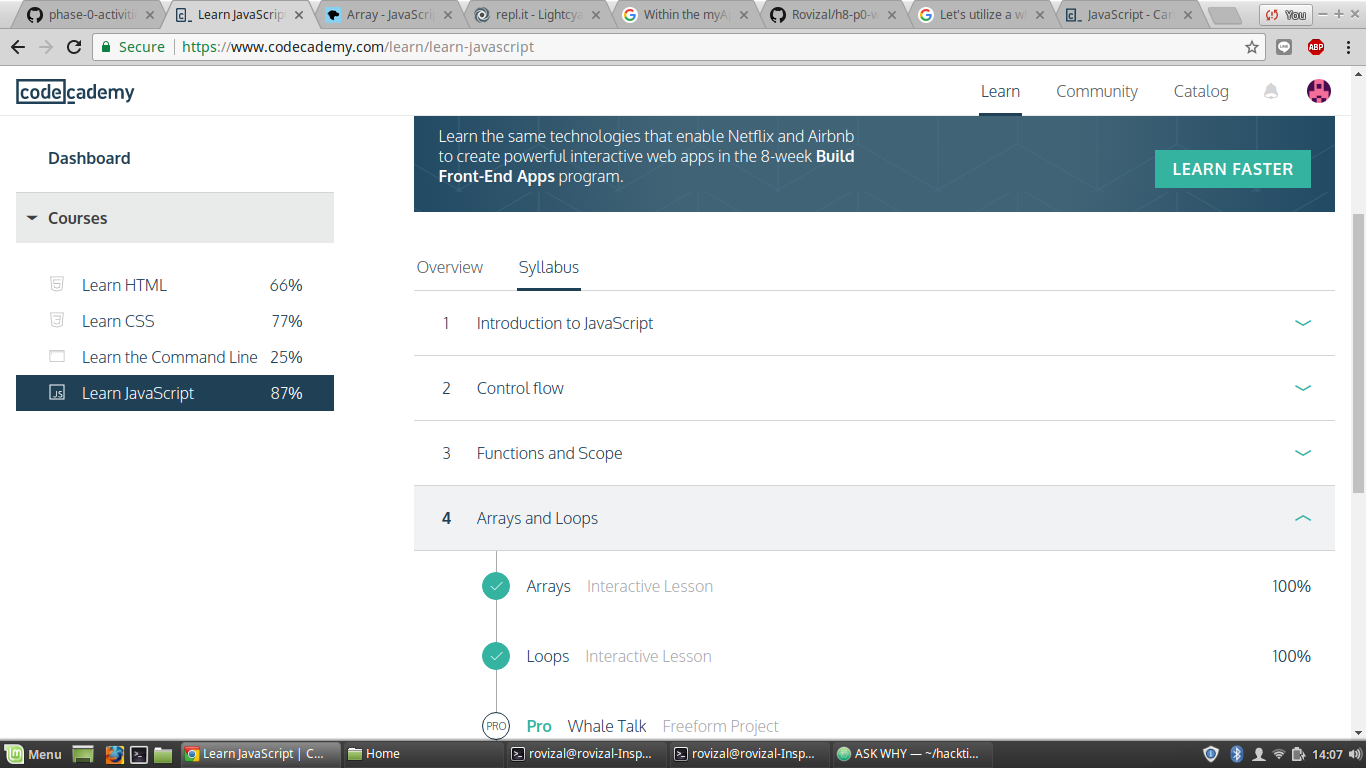 phase-0-activiti
Learn JavaScrip
Array - JavaScri
repl.it - Lightcya
Within the myA
Rovizal/h8-p0-w
Let's utilize a w
JavaScript - Car
You
Secure https://www.codecademy.com/learn/learn-javascript
ABP
codecademy
Learn Community Catalog
Dashboard
Courses
Learn HTML 66%
Learn CSS 77%
Learn the Command Line 25%
JS Learn JavaScript 87%
Learn the same technologies that enable Netflix and Airbnb
to create powerful interactive web apps in the 8-week Build
Front-End Apps program.
LEARN FASTER
Overview Syllabus
1 Introduction to JavaScript
2 Control flow
3 Functions and Scope
4 Arrays and Loops
Arrays Interactive Lesson 100%
Loops Interactive Lesson 100%
PRO Pro Whale Talk Freeform Project
Menu
Learn JavaScript | C...
Home
rovizal@rovizal-Insp...
rovizal@rovizal-Insp...
ASK WHY — ~/hackti...
14:07